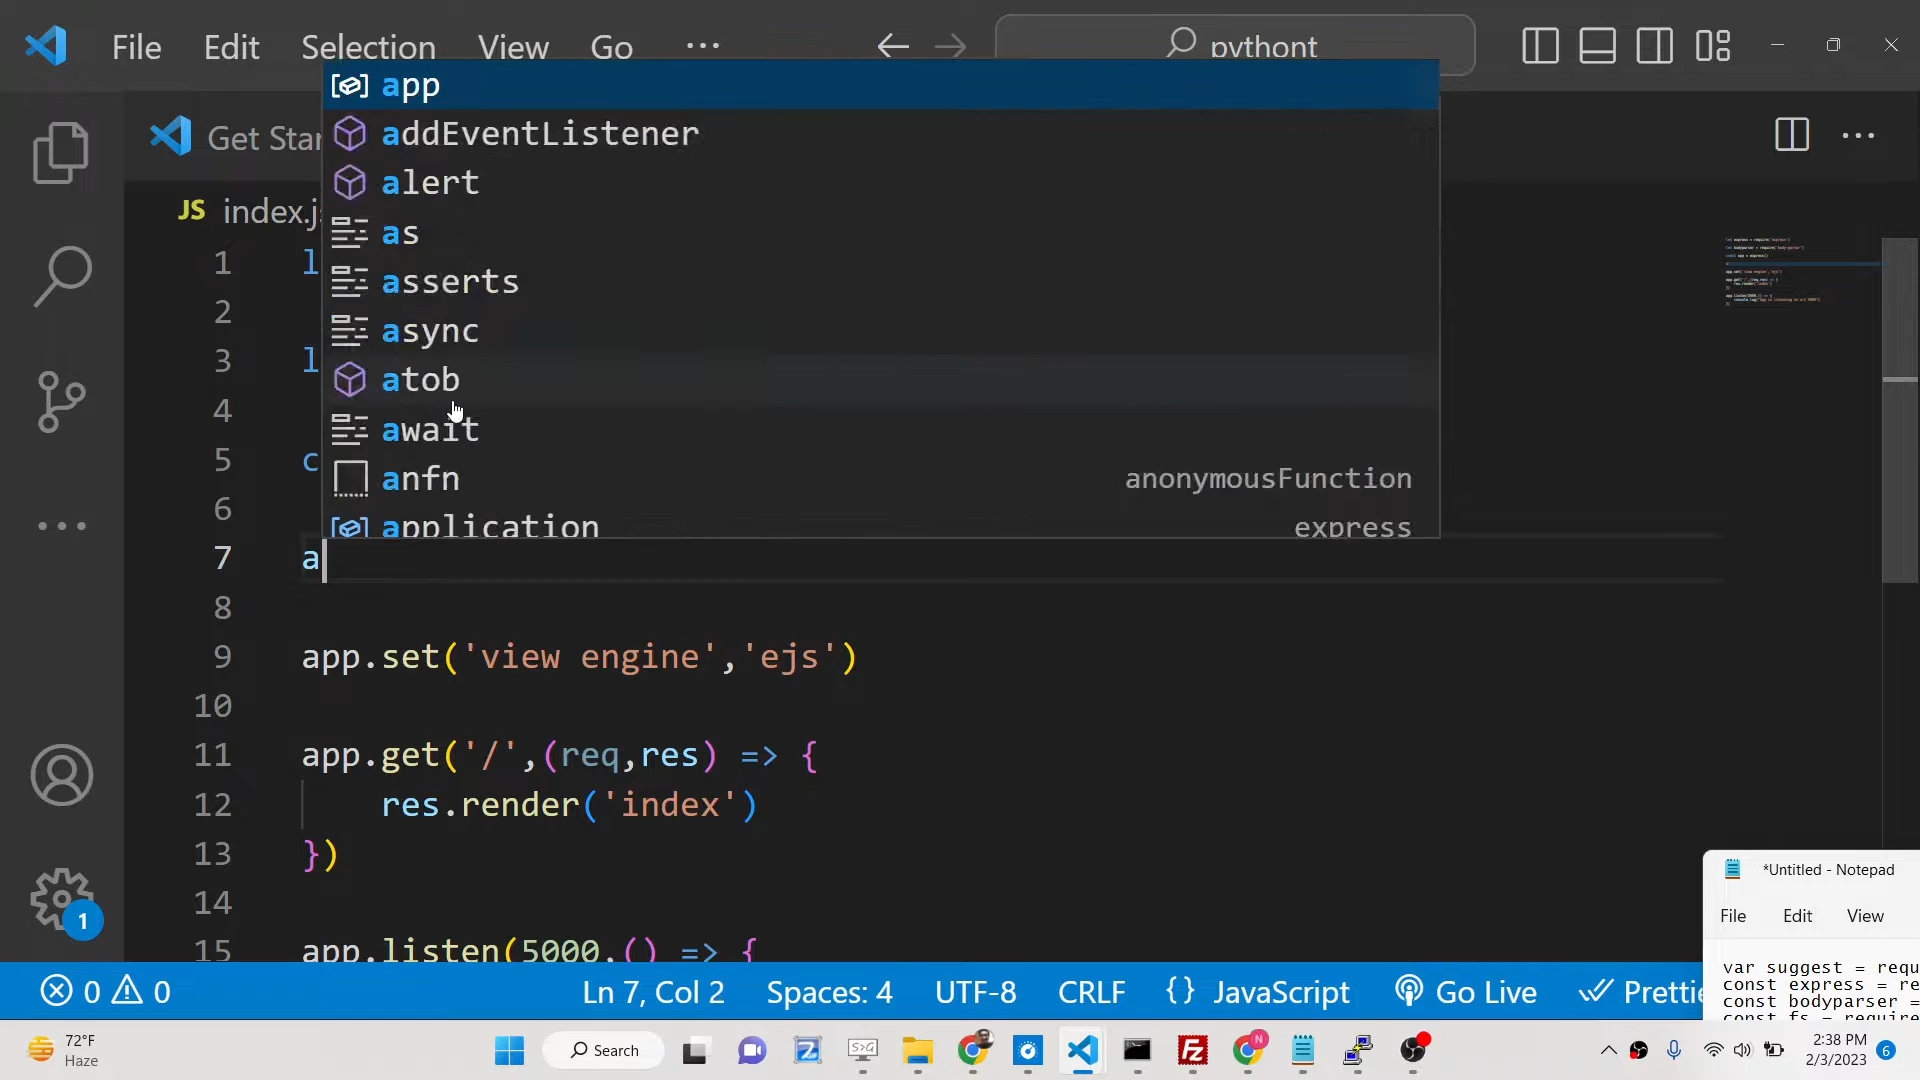 File Edit Selection View Go ··· pythont
app
addEventListener
alert
as
asserts
async
atob
await
anfn anonymousFunction
application express
Get Star
JS index.j
1 l
2
3 l
4
5 c
6
7 a
8
9 app.set('view engine','ejs')
10
11 app.get('/',(req,res) => {
12 res.render('index')
13 })
14
15 app.listen(5000,() => {
1
*Untitled - Notepad
File Edit View
var suggest = requ
const express = re
const bodyparser =
const fs = require
0 0 Ln 7, Col 2 Spaces: 4 UTF-8 CRLF {} JavaScript Go Live Prettie
72°F
Haze
Search
2:38 PM
2/3/2023
6